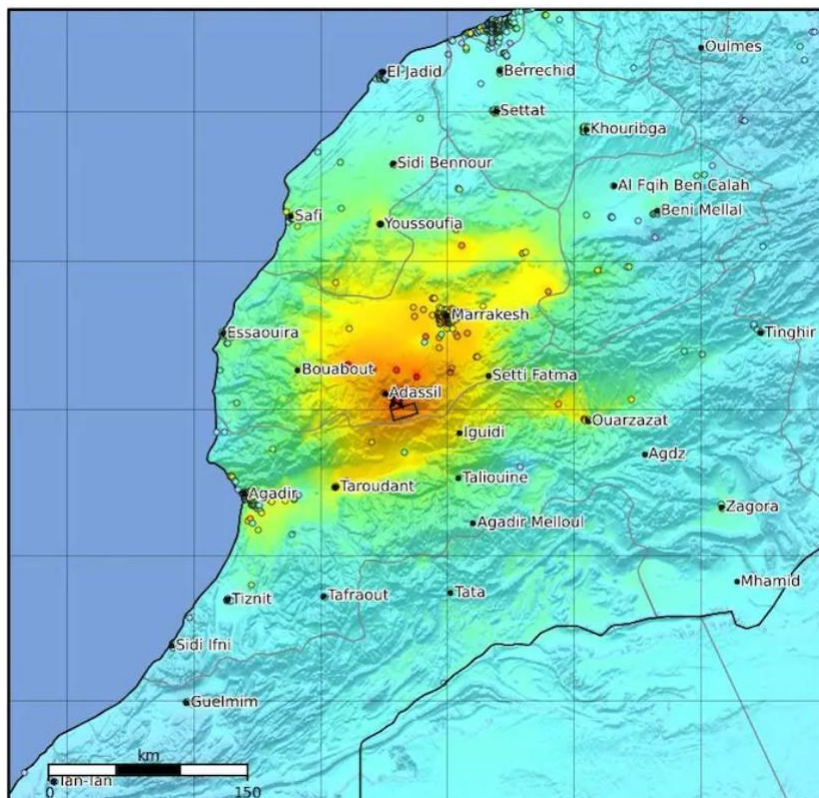 Oulmes
El Jadid
Berrechid
Settat
Khouribga
Sidi Bennour
Al Fqih Ben Calah
Beni Mellal
Safi
Youssoufia
Marrakesh
Essaouira
Tinghir
Bouabout
Setti Fatma
Adassil
Ouarzazat
Iguidi
Agdz
Taliouine
Taroudant
Agadir
Zagora
Agadir Melloul
Mhamid
Tata
Tafraout
Tiznit
Sidi Ifni
Guelmim
km
Tan-Tan
0 150